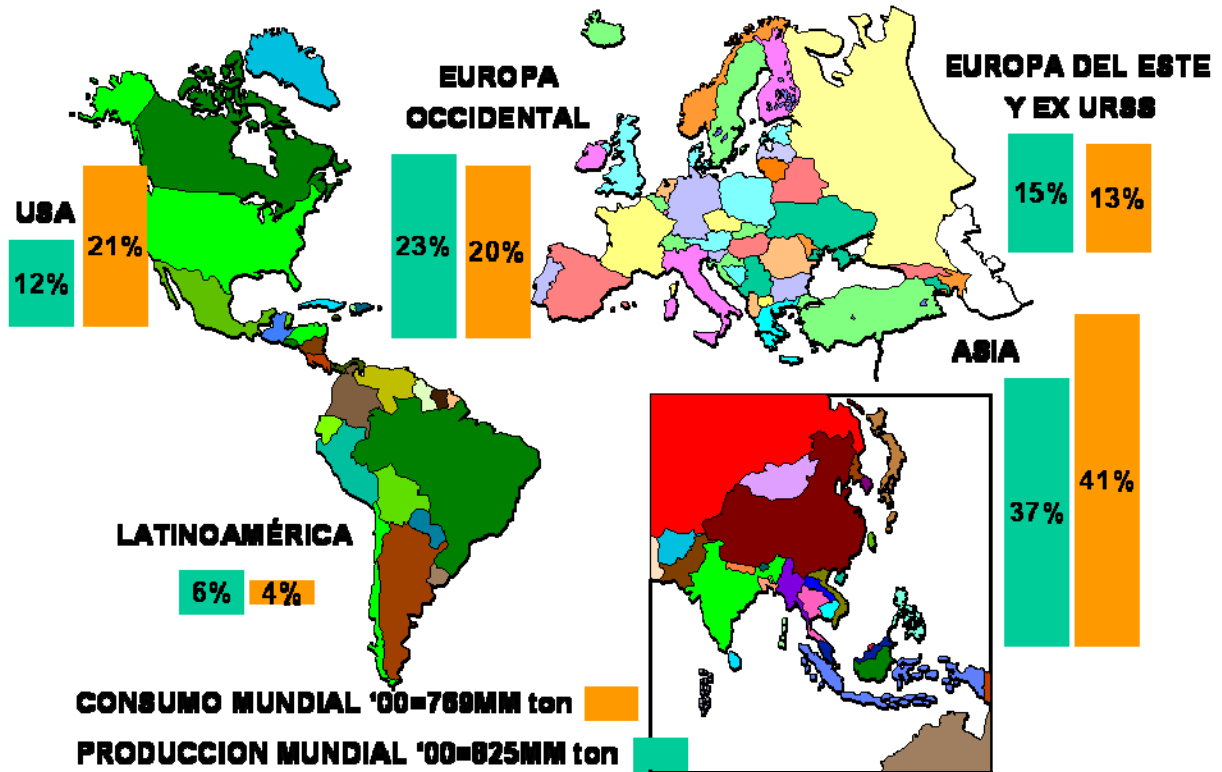 EUROPA
OCCIDENTAL
EUROPA DEL ESTE
Y EX URSS
15%
13%
USA
12%
21%
23%
20%
ASIA
37%
41%
LATINOAMÉRICA
6%
4%
CONSUMO MUNDIAL '00=769MM ton
PRODUCCION MUNDIAL '00=825MM ton